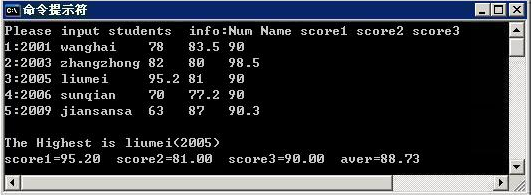 命令提示符
Please input students  info:Num Name score1 score2 score3
1:2001 wanghai    78   83.5 90
2:2003 zhangzhong 82   80   98.5
3:2005 liumei     95.2 81   90
4:2006 sunqian    70   77.2 90
5:2009 jiansansa  63   87   90.3
The Highest is liumei(2005)
score1=95.20  score2=81.00  score3=90.00  aver=88.73